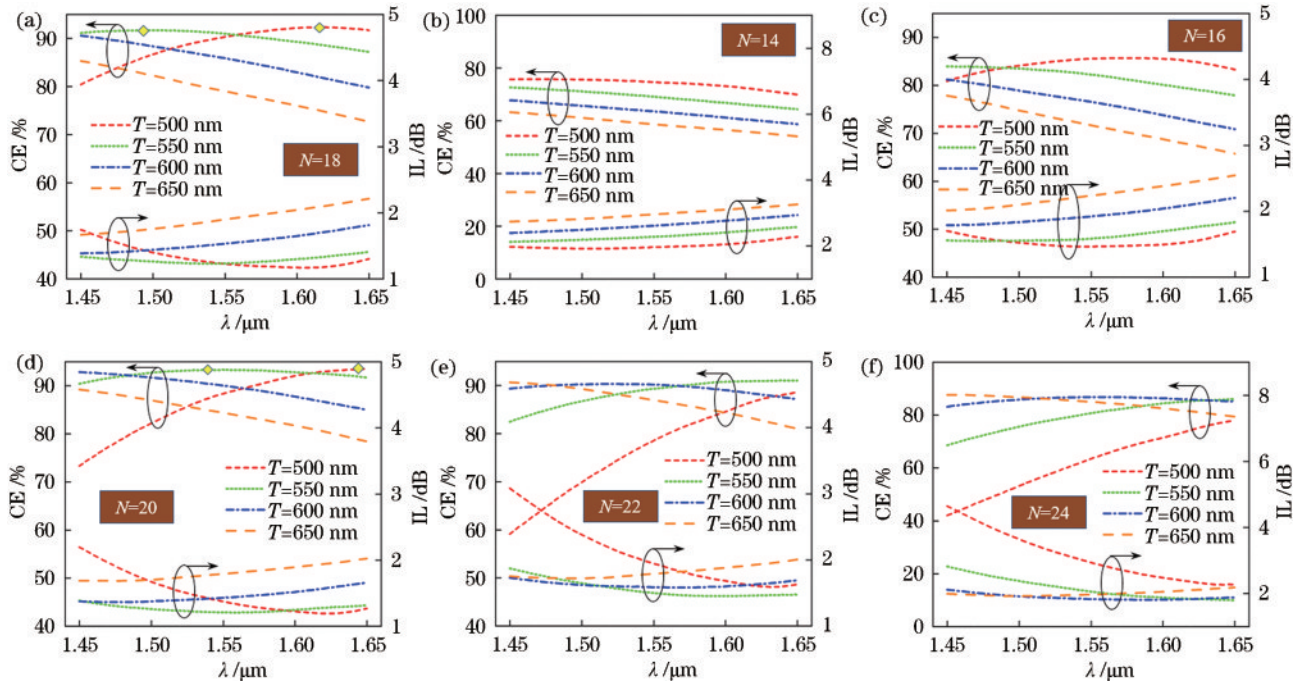 (a)
95
90
80
70
60
50
40
CE /%
5
4
3
2
1
IL /dB
T=500 nm
T=550 nm
T=600 nm
T=650 nm
N=18
1.45 1.50 1.55 1.60 1.65
λ /μm
(b)
100
80
60
40
20
0
CE /%
8
6
4
2
IL /dB
N=14
T=500 nm
T=550 nm
T=600 nm
T=650 nm
1.45 1.50 1.55 1.60 1.65
λ /μm
(c)
90
80
70
60
50
40
CE /%
5
4
3
2
1
IL /dB
N=16
T=500 nm
T=550 nm
T=600 nm
T=650 nm
1.45 1.50 1.55 1.60 1.65
λ /μm
(d)
90
80
70
60
50
40
CE /%
5
4
3
2
1
IL /dB
T=500 nm
T=550 nm
T=600 nm
T=650 nm
N=20
1.45 1.50 1.55 1.60 1.65
λ /μm
(e)
90
80
70
60
50
40
CE /%
5
4
3
2
1
IL /dB
T=500 nm
T=550 nm
T=600 nm
T=650 nm
N=22
1.45 1.50 1.55 1.60 1.65
λ /μm
(f)
100
80
60
40
20
0
CE /%
8
6
4
2
IL /dB
T=500 nm
T=550 nm
T=600 nm
T=650 nm
N=24
1.45 1.50 1.55 1.60 1.65
λ /μm